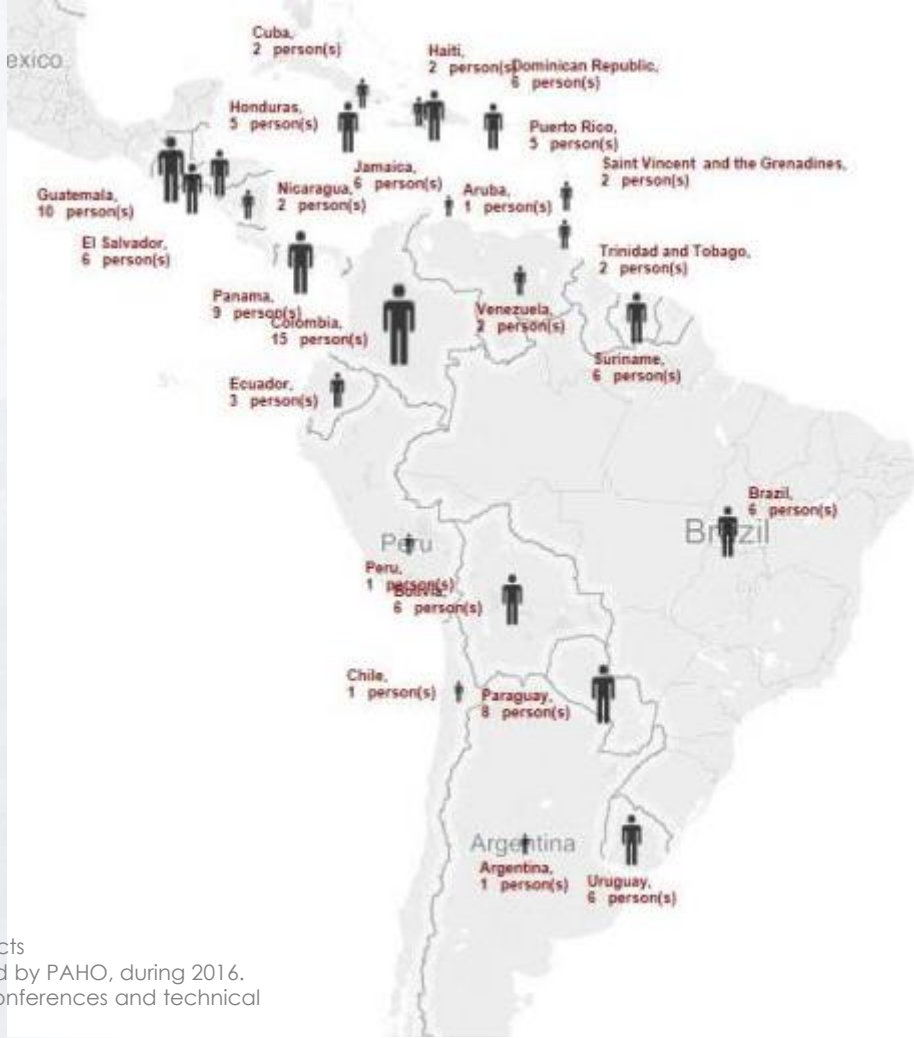 exico
Cuba,
2 person(s)
Haiti,
2 person(s)
Dominican Republic,
6 person(s)
Honduras,
5 person(s)
Jamaica,
6 person(s)
Puerto Rico,
5 person(s)
Saint Vincent and the Grenadines,
2 person(s)
Guatemala,
10 person(s)
Nicaragua,
2 person(s)
Aruba,
1 person(s)
El Salvador,
6 person(s)
Trinidad and Tobago,
2 person(s)
Panama,
9 person(s)
Colombia,
15 person(s)
Venezuela,
2 person(s)
Suriname,
6 person(s)
Ecuador,
3 person(s)
Brazil,
6 person(s)
Brazil
Peru
Peru,
1 person(s)
Bolivia,
6 person(s)
Chile,
1 person(s)
Paraguay,
8 person(s)
Argentina
Argentina,
1 person(s)
Uruguay,
6 person(s)
cts
d by PAHO, during 2016.
onferences and technical